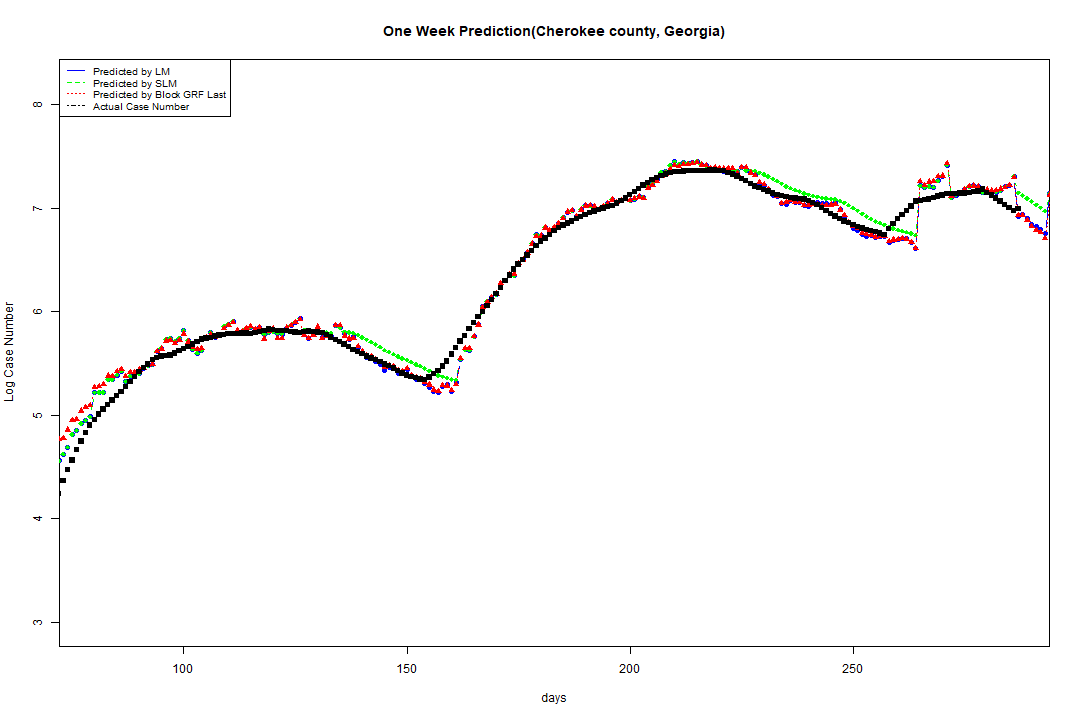 One Week Prediction(Cherokee county, Georgia)
Predicted by LM
Predicted by SLM
Predicted by Block GRF Last
Actual Case Number
8
7
6
5
4
3
Log Case Number
100 150 200 250
days